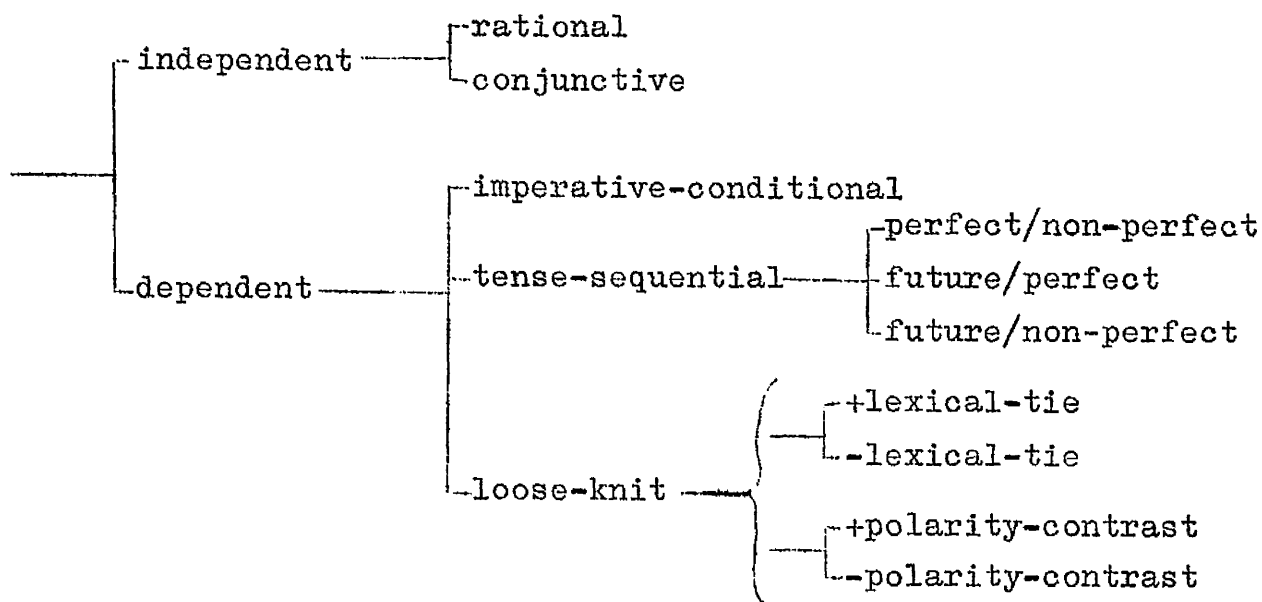 rational
independent
conjunctive
imperative-conditional
perfect/non-perfect
tense-sequential
future/perfect
dependent
future/non-perfect
+lexical-tie
-lexical-tie
loose-knit
+polarity-contrast
-polarity-contrast